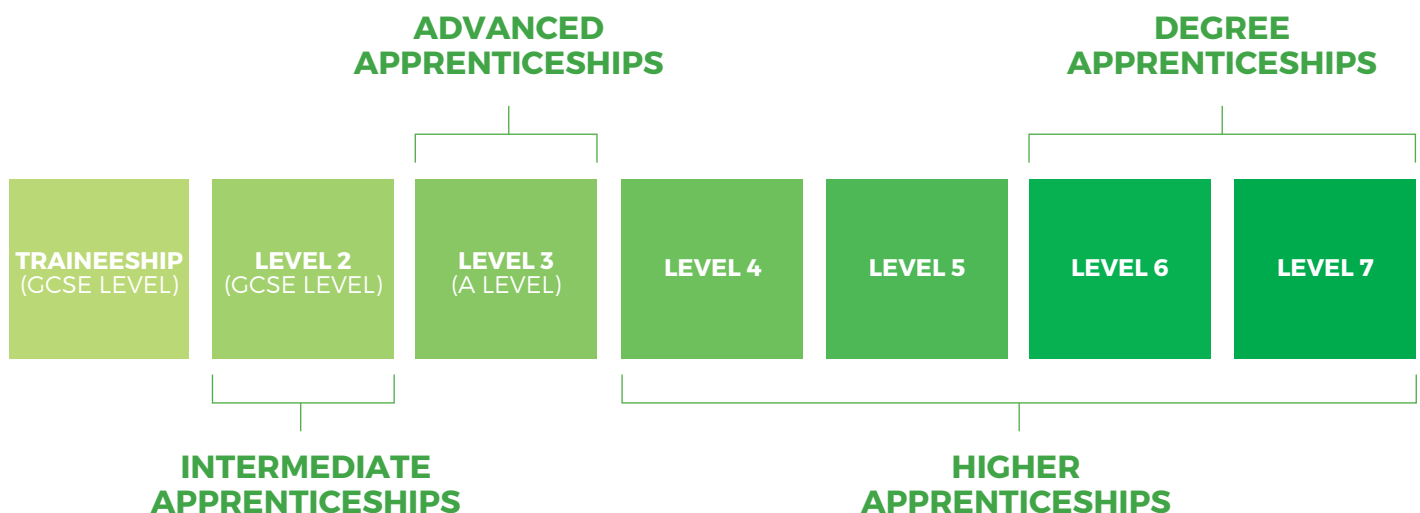 ADVANCED
APPRENTICESHIPS
DEGREE
APPRENTICESHIPS
TRAINEESHIP
(GCSE LEVEL)
LEVEL 2
(GCSE LEVEL)
LEVEL 3
(A LEVEL)
LEVEL 4
LEVEL 5
LEVEL 6
LEVEL 7
INTERMEDIATE
APPRENTICESHIPS
HIGHER
APPRENTICESHIPS